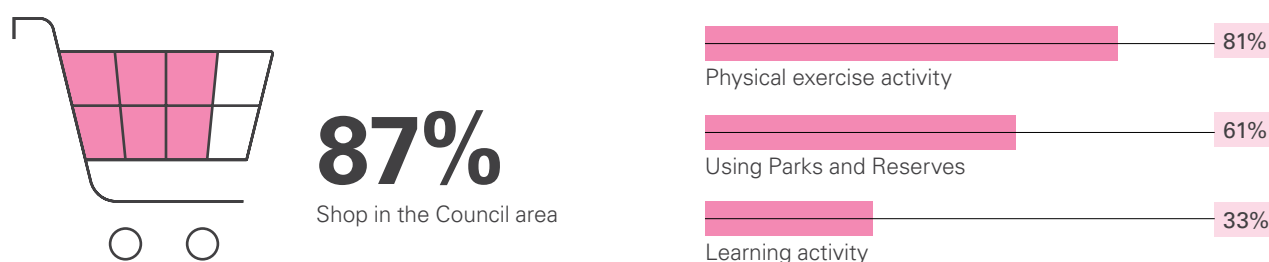 87%
Shop in the Council area
81%
Physical exercise activity
61%
Using Parks and Reserves
33%
Learning activity